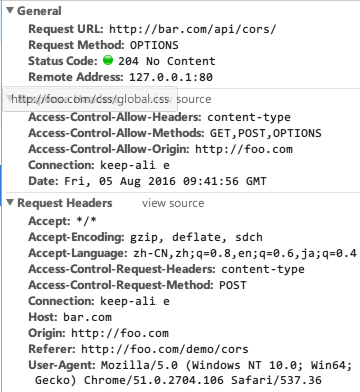 General
Request URL: http://bar.com/api/cors/
Request Method: OPTIONS
Status Code: 204 No Content
Remote Address: 127.0.0.1:80
http://foo.com/css/global.css
source
Access-Control-Allow-Headers: content-type
Access-Control-Allow-Methods: GET,POST,OPTIONS
Access-Control-Allow-Origin: http://foo.com
Connection: keep-ali e
Date: Fri, 05 Aug 2016 09:41:56 GMT
Request Headers view source
Accept: */*
Accept-Encoding: gzip, deflate, sdch
Accept-Language: zh-CN,zh;q=0.8,en;q=0.6,ja;q=0.4
Access-Control-Request-Headers: content-type
Access-Control-Request-Method: POST
Connection: keep-ali e
Host: bar.com
Origin: http://foo.com
Referer: http://foo.com/demo/cors
User-Agent: Mozilla/5.0 (Windows NT 10.0; Win64;
Gecko) Chrome/51.0.2704.106 Safari/537.36